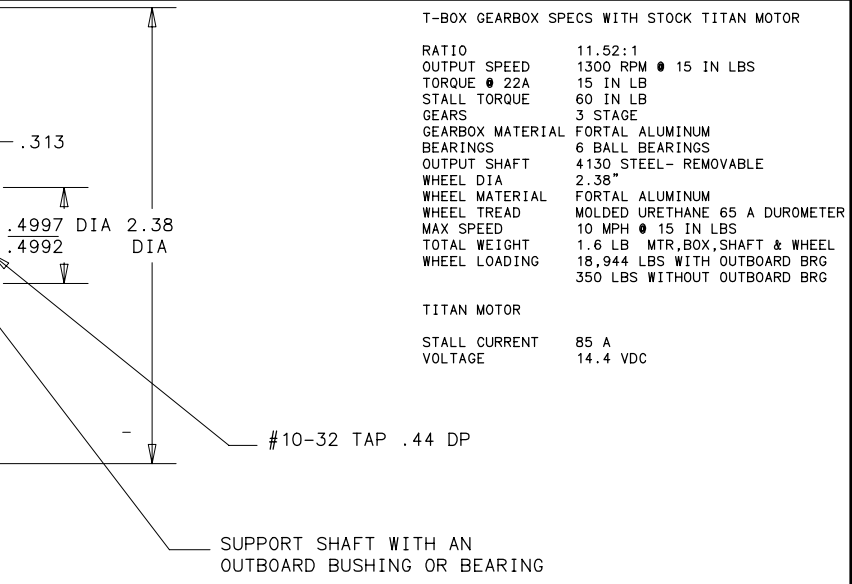 T-BOX GEARBOX SPECS WITH STOCK TITAN MOTOR
RATIO 11.52:1
OUTPUT SPEED 1300 RPM @ 15 IN LBS
TORQUE @ 22A 15 IN LB
STALL TORQUE 60 IN LB
GEARS 3 STAGE
GEARBOX MATERIAL FORTAL ALUMINUM
BEARINGS 6 BALL BEARINGS
OUTPUT SHAFT 4130 STEEL- REMOVABLE
WHEEL DIA 2.38"
WHEEL MATERIAL FORTAL ALUMINUM
WHEEL TREAD MOLDED URETHANE 65 A DUROMETER
MAX SPEED 10 MPH @ 15 IN LBS
TOTAL WEIGHT 1.6 LB MTR,BOX,SHAFT & WHEEL
WHEEL LOADING 18,944 LBS WITH OUTBOARD BRG
350 LBS WITHOUT OUTBOARD BRG
TITAN MOTOR
STALL CURRENT 85 A
VOLTAGE 14.4 VDC
.313
.4997 DIA 2.38
.4992 DIA
#10-32 TAP .44 DP
SUPPORT SHAFT WITH AN
OUTBOARD BUSHING OR BEARING